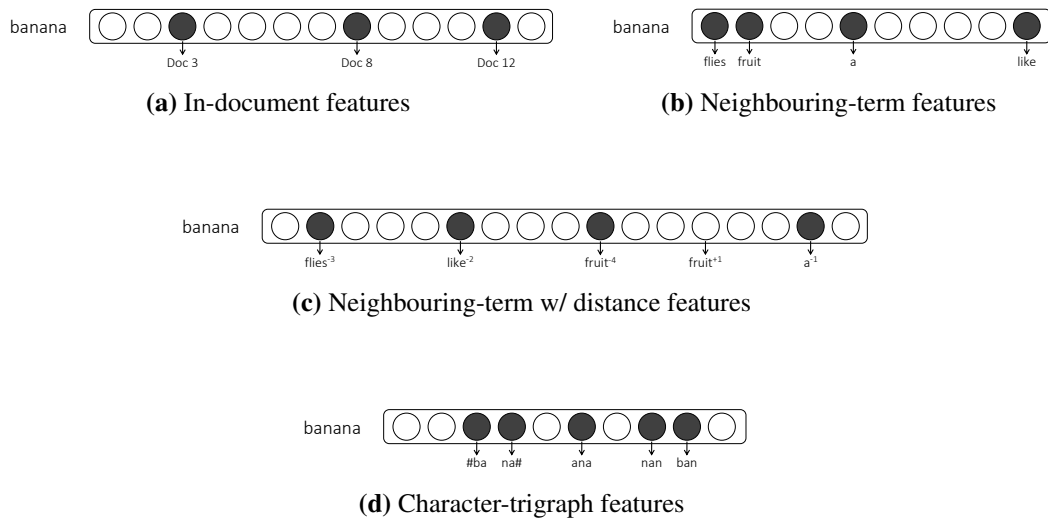 banana
Doc 3 Doc 8 Doc 12
(a) In-document features
banana
flies fruit a like
(b) Neighbouring-term features
banana
flies⁻³ like⁻² fruit⁻⁴ fruit⁺¹ a⁻¹
(c) Neighbouring-term w/ distance features
banana
#ba na# ana nan ban
(d) Character-trigraph features